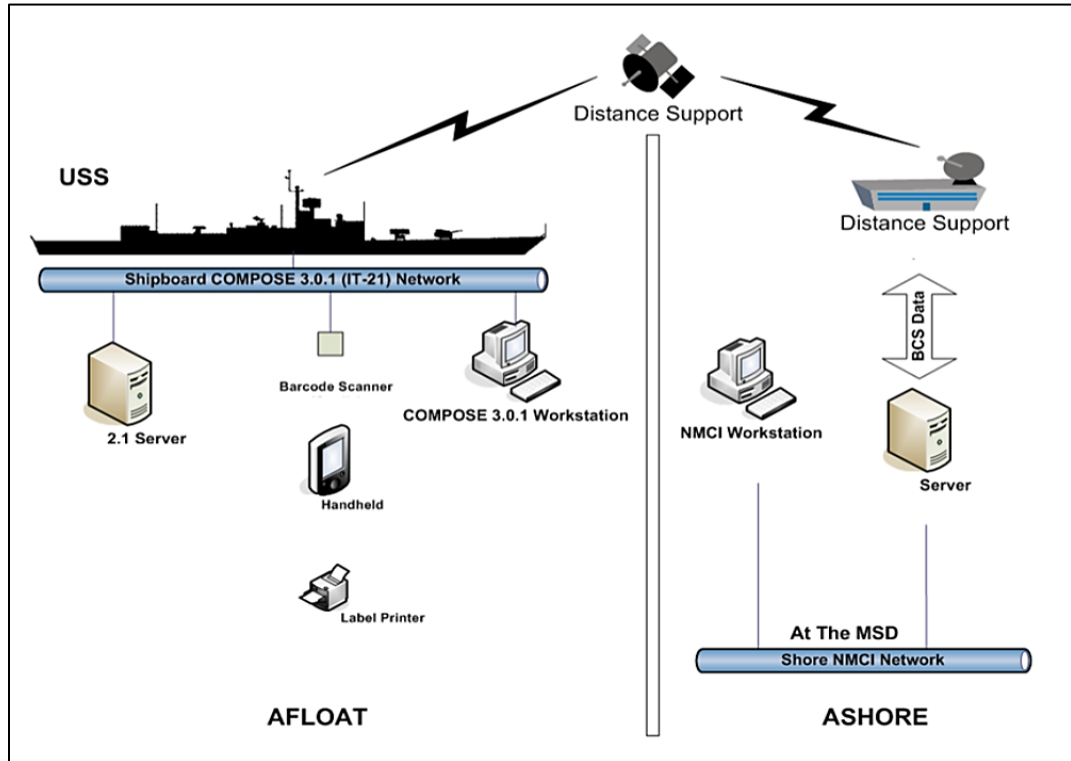 Distance Support
USS
Distance Support
Shipboard COMPOSE 3.0.1 (IT-21) Network
BCS Data
Barcode Scanner
COMPOSE 3.0.1 Workstation
2.1 Server
NMCI Workstation
Server
Handheld
Label Printer
At The MSD
Shore NMCI Network
AFLOAT
ASHORE